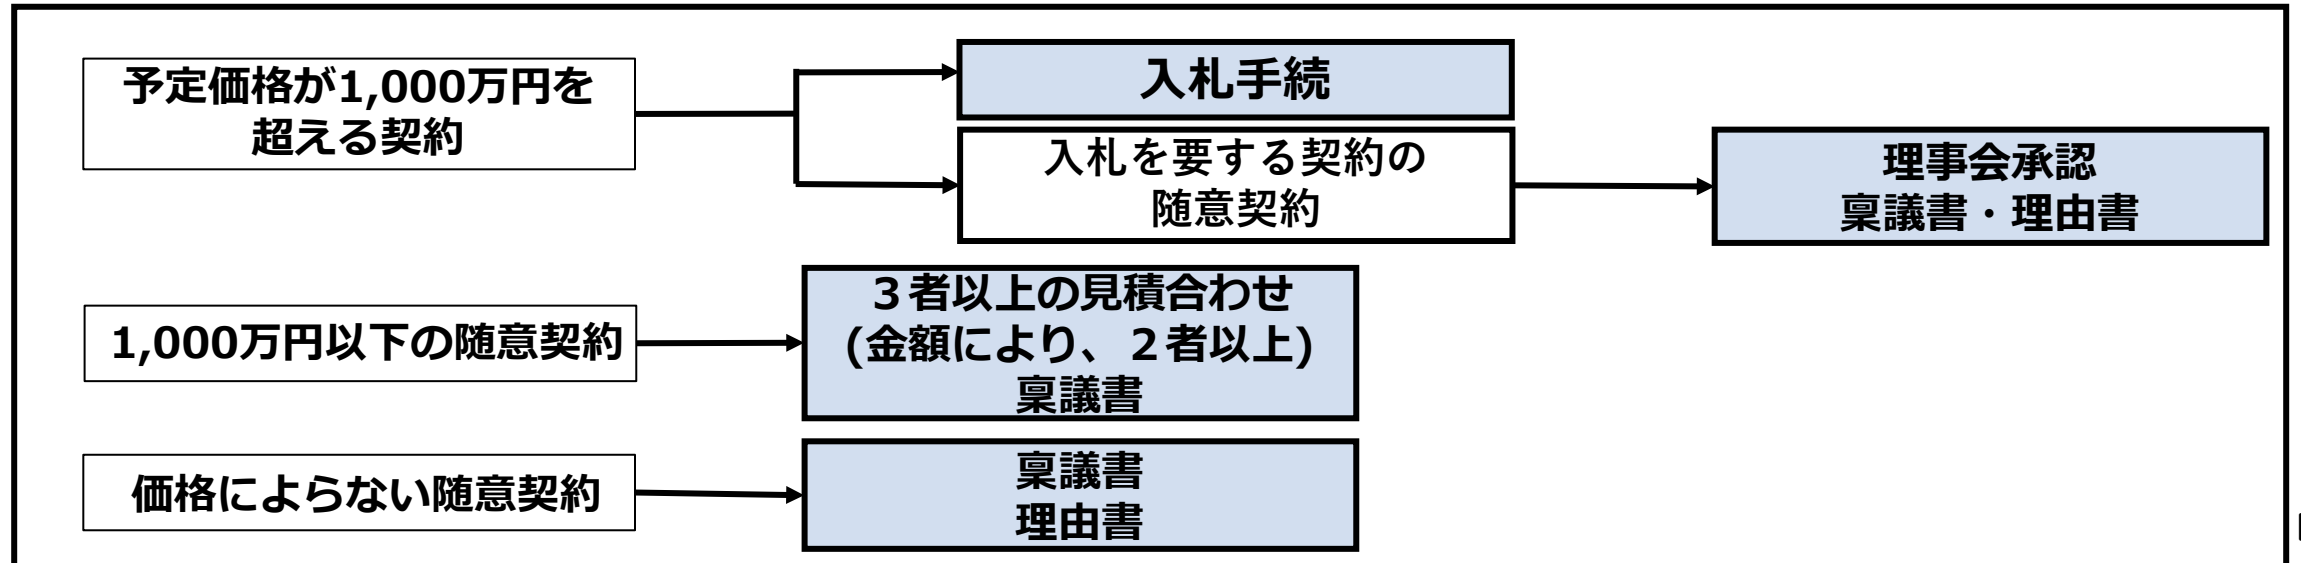 予定価格が1,000万円を
超える契約
入札手続
入札を要する契約の
随意契約
理事会承認
稟議書・理由書
1,000万円以下の随意契約
３者以上の見積合わせ
(金額により、２者以上)
稟議書
価格によらない随意契約
稟議書
理由書